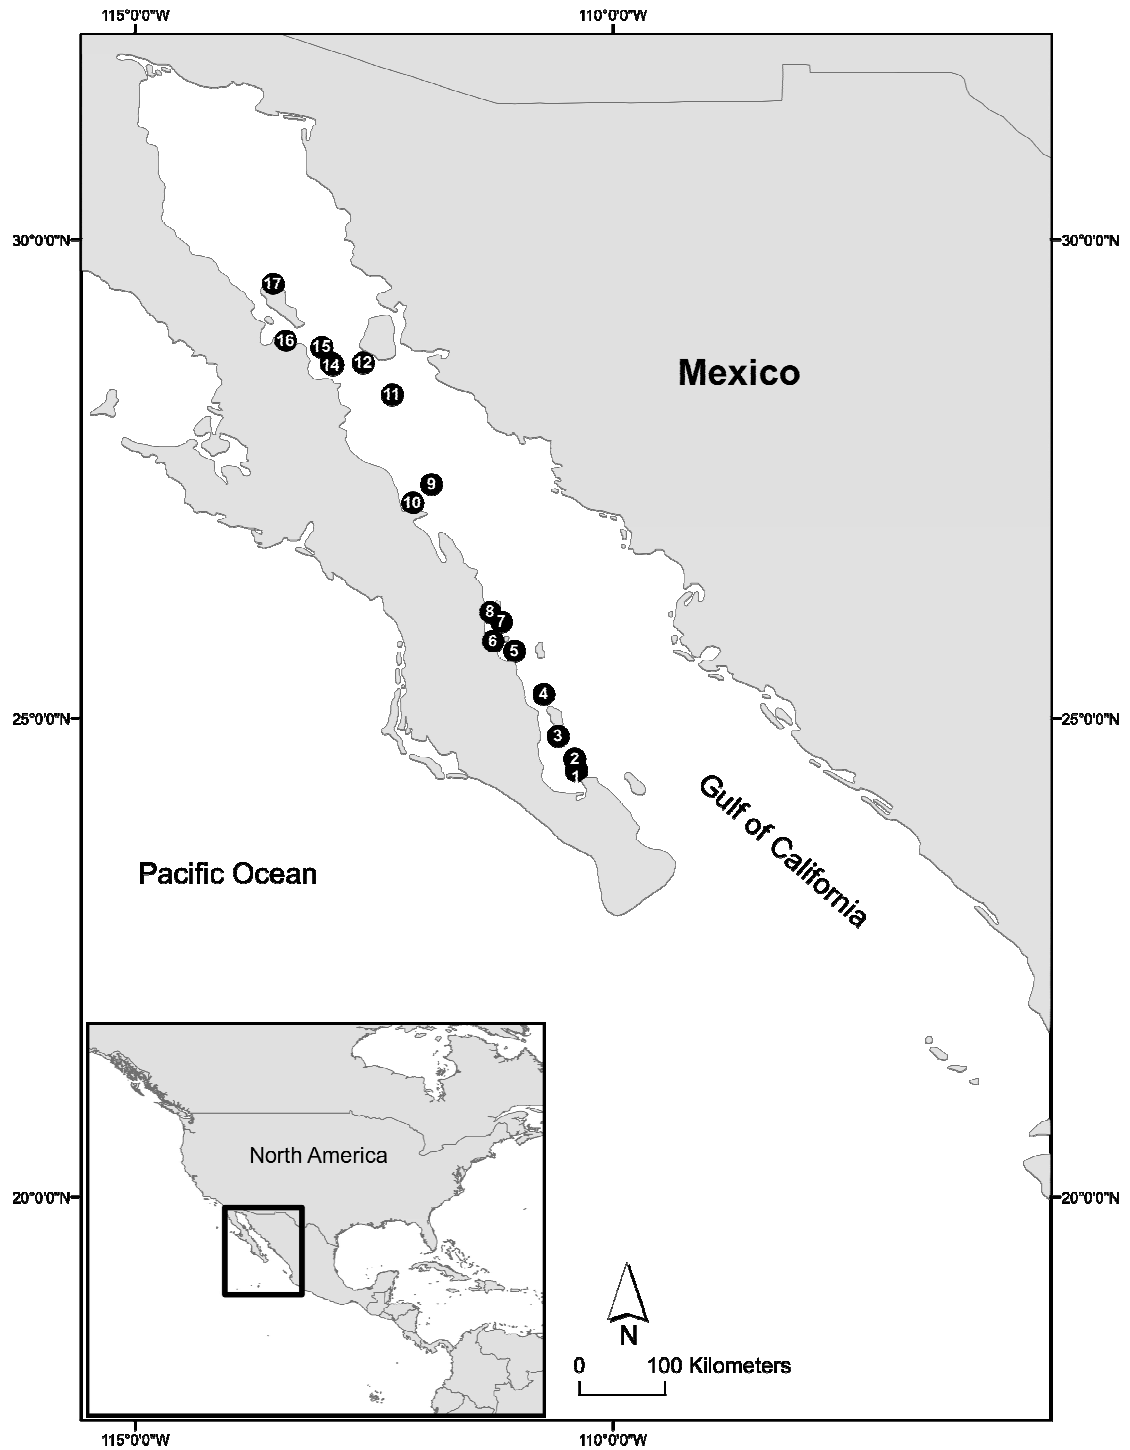 115°0'0"W 110°0'0"W
30°0'0"N 30°0'0"N
17
16
15
14
12
Mexico
11
9
10
8
7
6
5
4
25°0'0"N 25°0'0"N
3
2
1
Gulf of California
Pacific Ocean
North America
20°0'0"N 20°0'0"N
N
0 100 Kilometers
115°0'0"W 110°0'0"W